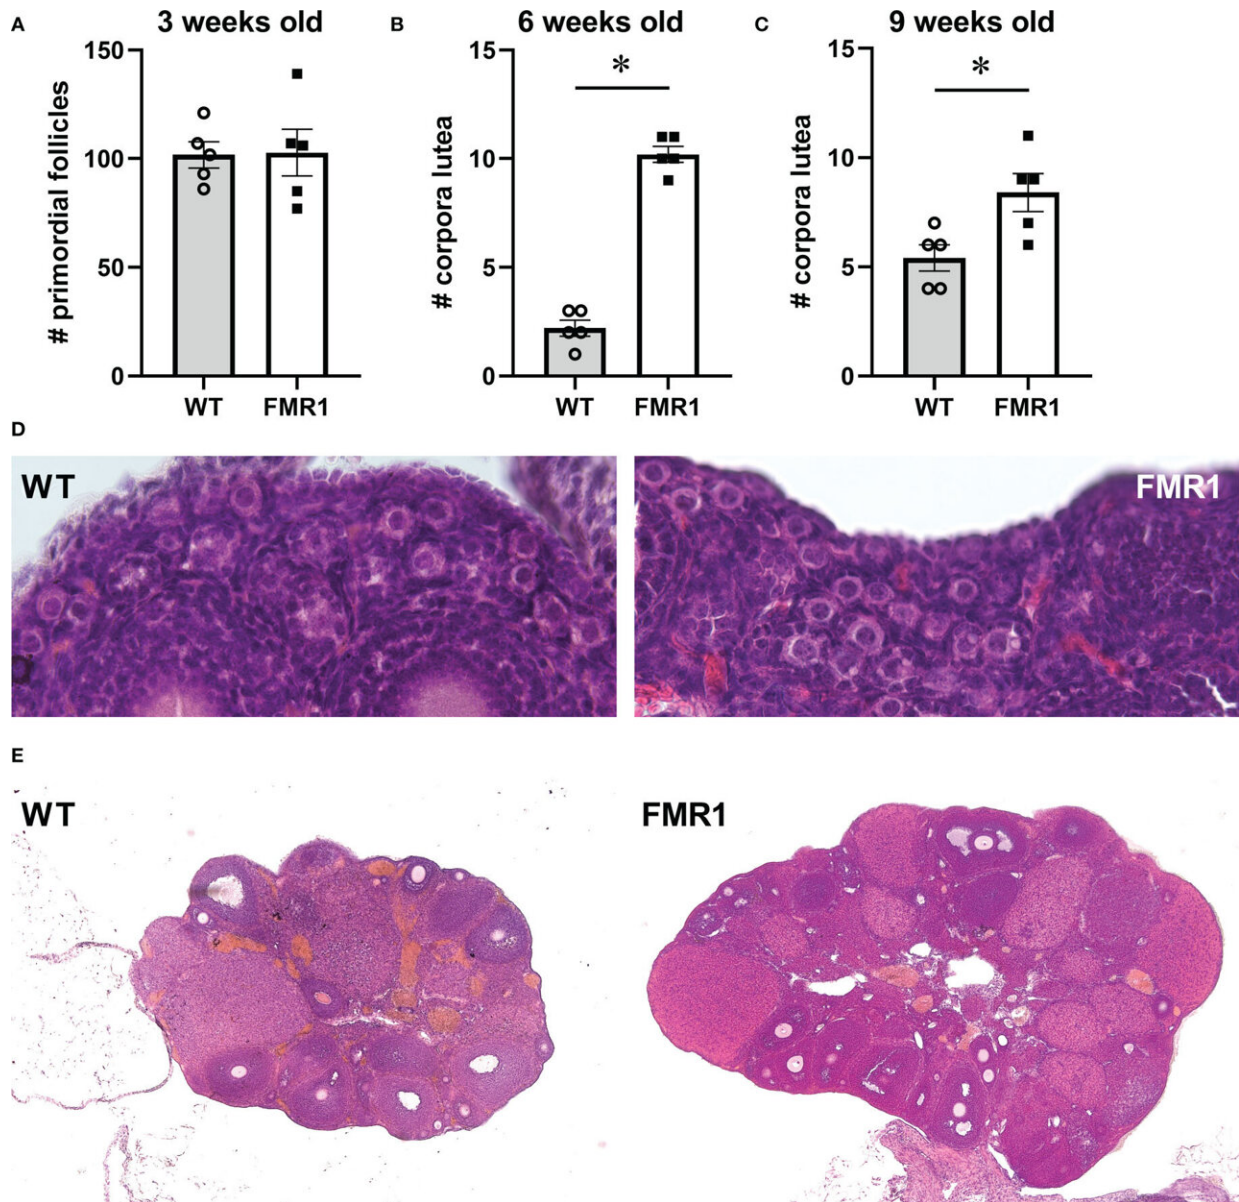 A
3 weeks old
B
6 weeks old
C
9 weeks old
# primordial follicles
150
100
50
0
WT
FMR1
# corpora lutea
15
10
5
0
*
WT
FMR1
# corpora lutea
15
10
5
0
*
WT
FMR1
D
WT
FMR1
E
WT
FMR1